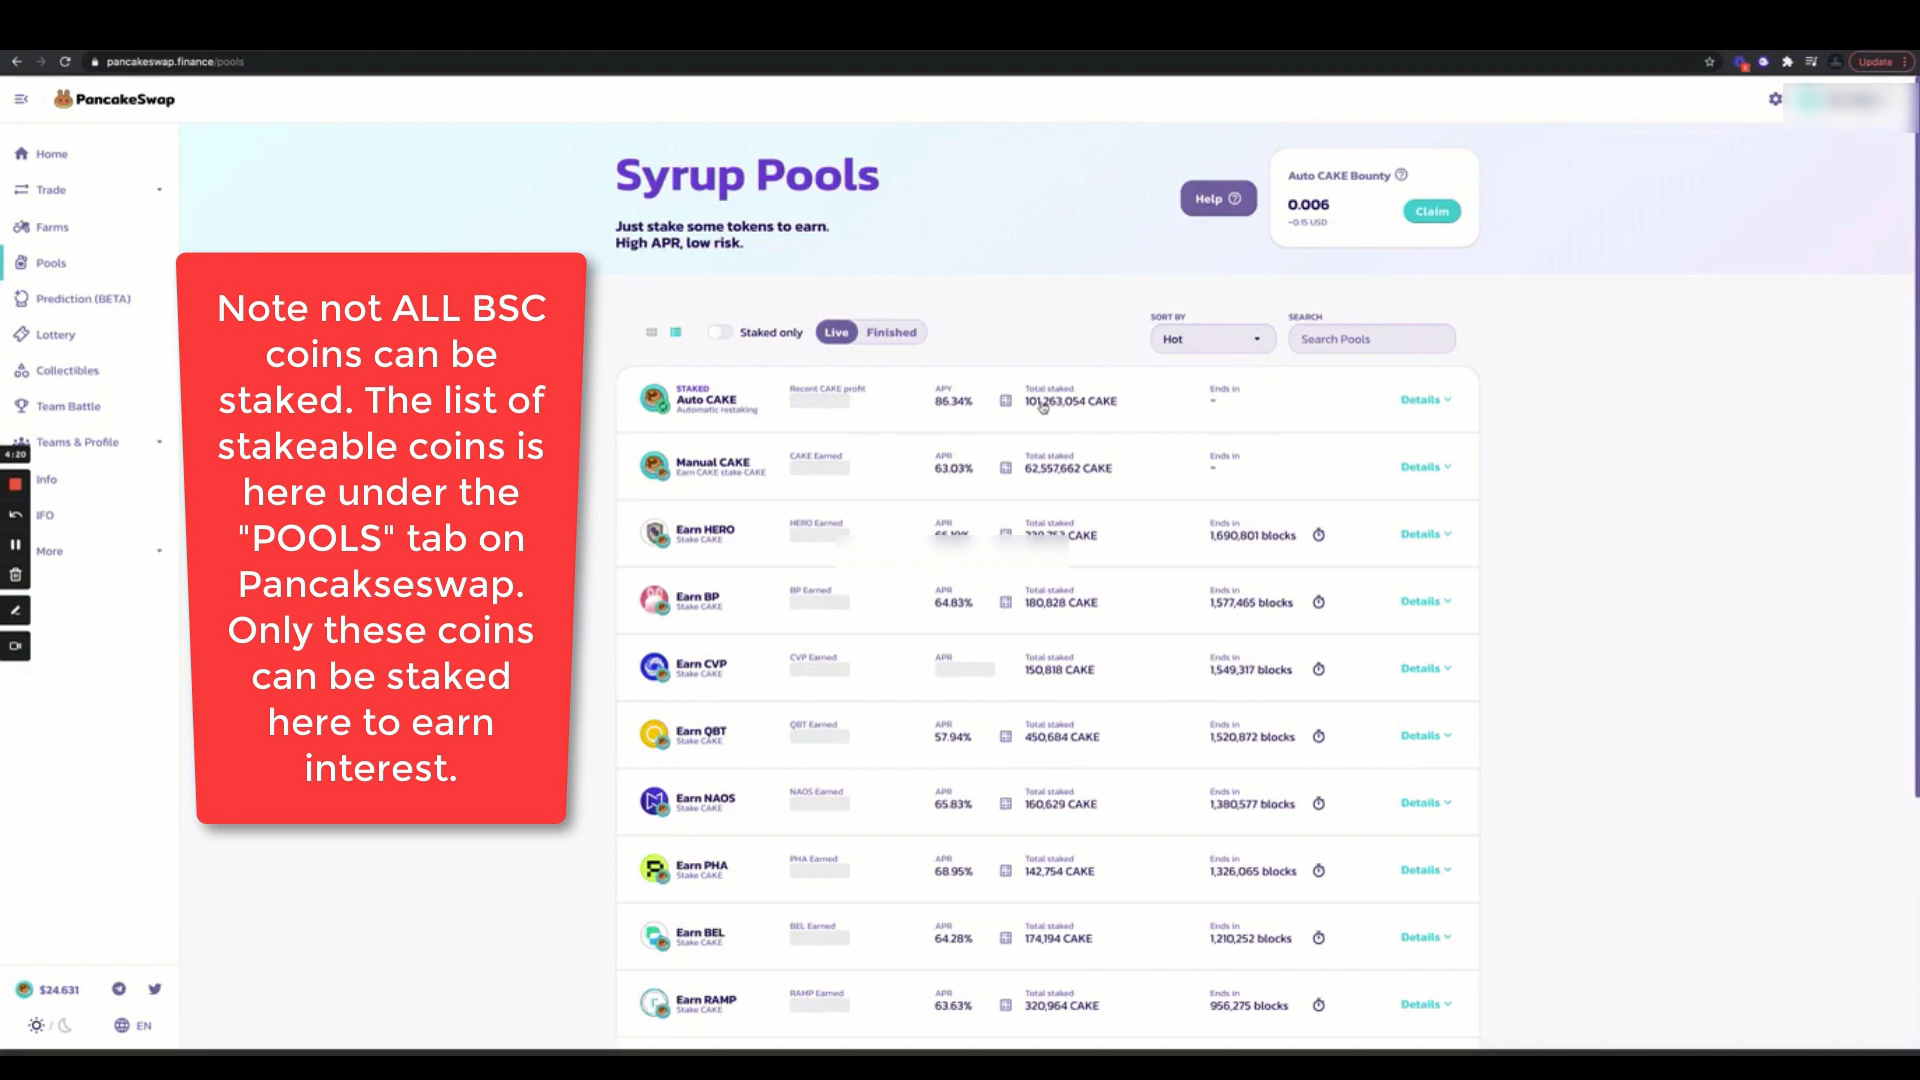 pancakeswap.finance/pools
Update
PancakeSwap
Home
Trade
Farms
Pools
Prediction (BETA)
Lottery
Collectibles
Team Battle
Teams & Profile
4:20
Info
IFO
More
$24.631
EN
Syrup Pools
Just stake some tokens to earn.
High APR, low risk.
Help
Auto CAKE Bounty
0.006
~0.15 USD
Claim
Note not ALL BSC
coins can be
staked. The list of
stakeable coins is
here under the
"POOLS" tab on
Pancakseswap.
Only these coins
can be staked
here to earn
interest.
Staked only
Live
Finished
SORT BY
Hot
SEARCH
Search Pools
STAKED
Auto CAKE
Automatic restaking
Recent CAKE profit
APY
86.34%
Total staked
101,263,054 CAKE
Ends in
-
Details
Manual CAKE
Earn CAKE stake CAKE
CAKE Earned
APR
63.03%
Total staked
62,557,662 CAKE
Ends in
-
Details
Earn HERO
Stake CAKE
HERO Earned
APR
Total staked
CAKE
Ends in
1,690,801 blocks
Details
Earn BP
Stake CAKE
BP Earned
APR
64.83%
Total staked
180,828 CAKE
Ends in
1,577,465 blocks
Details
Earn CVP
Stake CAKE
CVP Earned
APR
Total staked
150,818 CAKE
Ends in
1,549,317 blocks
Details
Earn QBT
Stake CAKE
QBT Earned
APR
57.94%
Total staked
450,684 CAKE
Ends in
1,520,872 blocks
Details
Earn NAOS
Stake CAKE
NAOS Earned
APR
65.83%
Total staked
160,629 CAKE
Ends in
1,380,577 blocks
Details
Earn PHA
Stake CAKE
PHA Earned
APR
68.95%
Total staked
142,754 CAKE
Ends in
1,326,065 blocks
Details
Earn BEL
Stake CAKE
BEL Earned
APR
64.28%
Total staked
174,194 CAKE
Ends in
1,210,252 blocks
Details
Earn RAMP
Stake CAKE
RAMP Earned
APR
63.63%
Total staked
320,964 CAKE
Ends in
956,275 blocks
Details